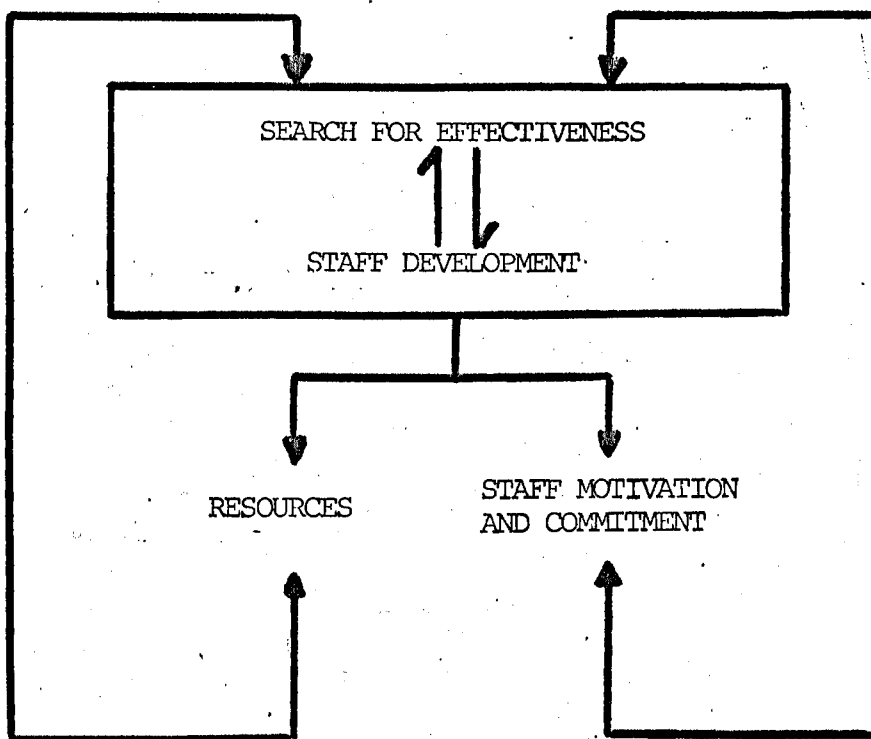 SEARCH FOR EFFECTIVENESS
STAFF DEVELOPMENT
RESOURCES
STAFF MOTIVATION
AND COMMITMENT